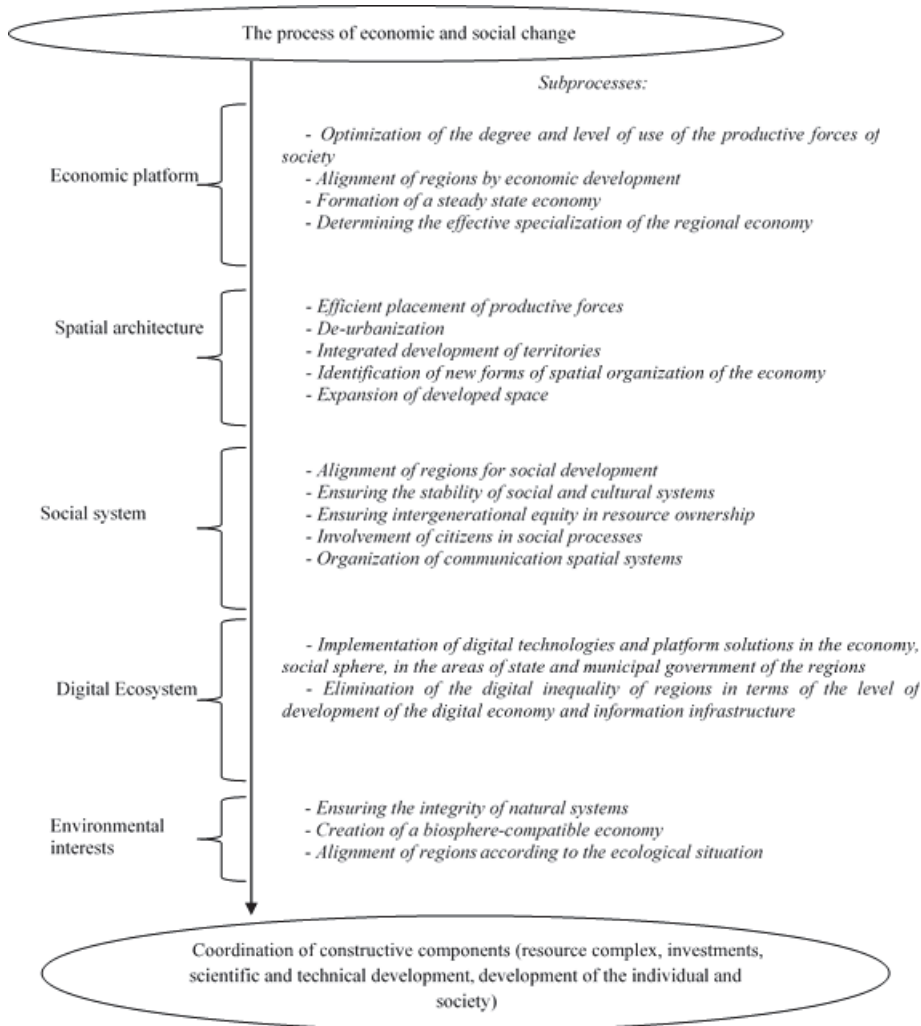 The process of economic and social change
Subprocesses:
Economic platform
- Optimization of the degree and level of use of the productive forces of
society
- Alignment of regions by economic development
- Formation of a steady state economy
- Determining the effective specialization of the regional economy
Spatial architecture
- Efficient placement of productive forces
- De-urbanization
- Integrated development of territories
- Identification of new forms of spatial organization of the economy
- Expansion of developed space
Social system
- Alignment of regions for social development
- Ensuring the stability of social and cultural systems
- Ensuring intergenerational equity in resource ownership
- Involvement of citizens in social processes
- Organization of communication spatial systems
Digital Ecosystem
- Implementation of digital technologies and platform solutions in the economy,
social sphere, in the areas of state and municipal government of the regions
- Elimination of the digital inequality of regions in terms of the level of
development of the digital economy and information infrastructure
Environmental
interests
- Ensuring the integrity of natural systems
- Creation of a biosphere-compatible economy
- Alignment of regions according to the ecological situation
Coordination of constructive components (resource complex, investments,
scientific and technical development, development of the individual and
society)